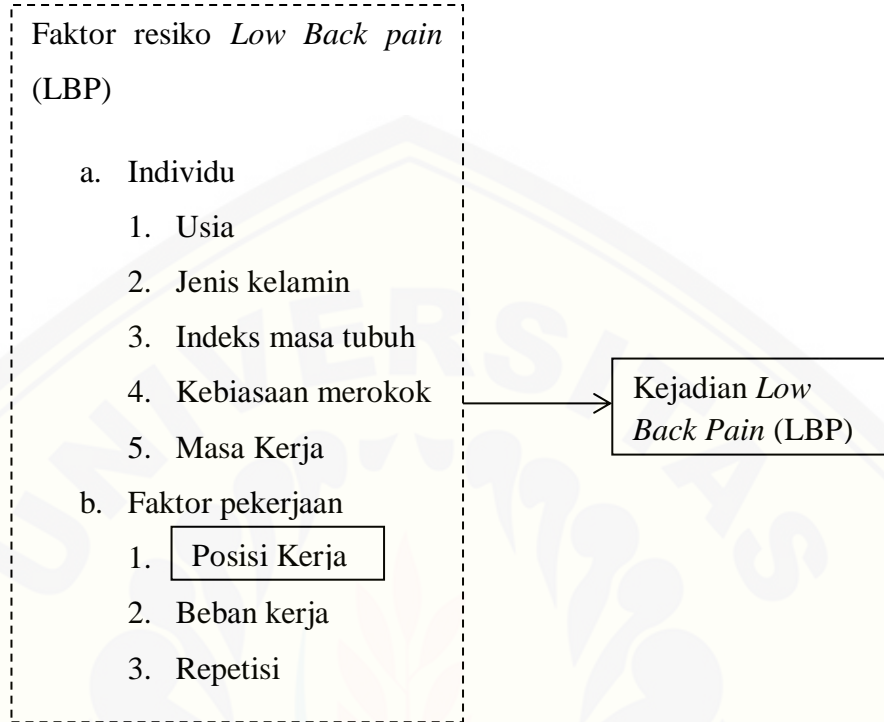 Faktor resiko Low Back pain
(LBP)
a. Individu
1. Usia
2. Jenis kelamin
3. Indeks masa tubuh
4. Kebiasaan merokok
5. Masa Kerja
b. Faktor pekerjaan
1. Posisi Kerja
2. Beban kerja
3. Repetisi
Kejadian Low
Back Pain (LBP)
UNIVERSITAS